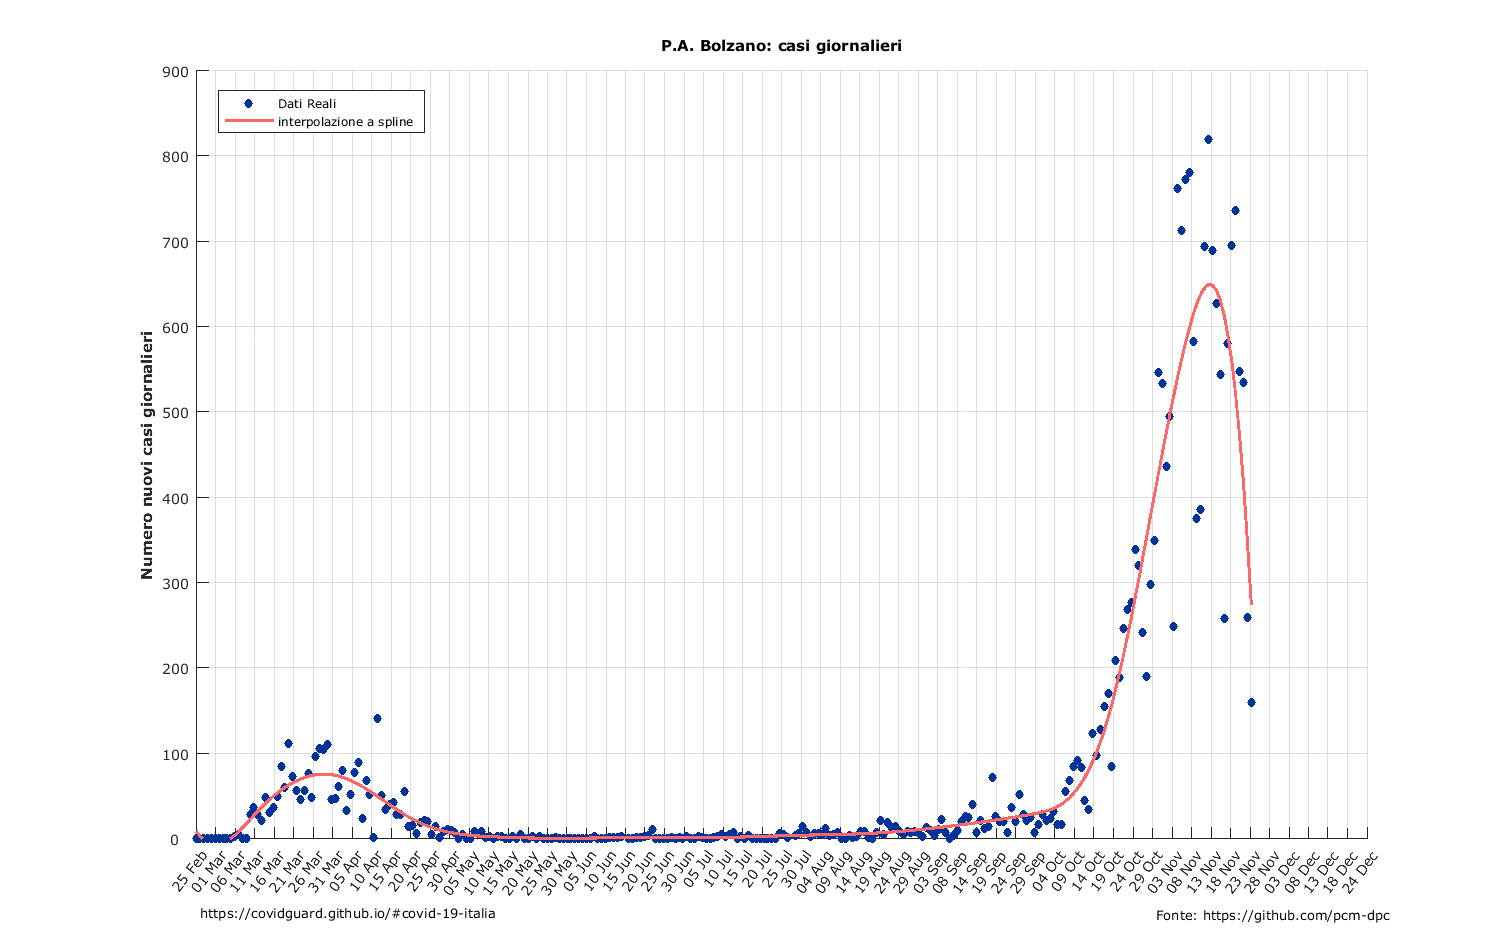 P.A. Bolzano: casi giornalieri
900
800
700
600
500
400
300
200
100
0
Numero nuovi casi giornalieri
Dati Reali
interpolazione a spline
25 Feb
01 Mar
06 Mar
11 Mar
16 Mar
21 Mar
26 Mar
31 Mar
05 Apr
10 Apr
15 Apr
20 Apr
25 Apr
30 Apr
05 May
10 May
15 May
20 May
25 May
30 May
05 Jun
10 Jun
15 Jun
20 Jun
25 Jun
30 Jun
05 Jul
10 Jul
15 Jul
20 Jul
25 Jul
30 Jul
04 Aug
09 Aug
14 Aug
19 Aug
24 Aug
29 Aug
03 Sep
08 Sep
14 Sep
19 Sep
24 Sep
29 Sep
04 Oct
09 Oct
14 Oct
19 Oct
24 Oct
29 Oct
03 Nov
08 Nov
13 Nov
18 Nov
23 Nov
28 Nov
03 Dec
08 Dec
13 Dec
18 Dec
24 Dec
https://covidguard.github.io/#covid-19-italia
Fonte: https://github.com/pcm-dpc